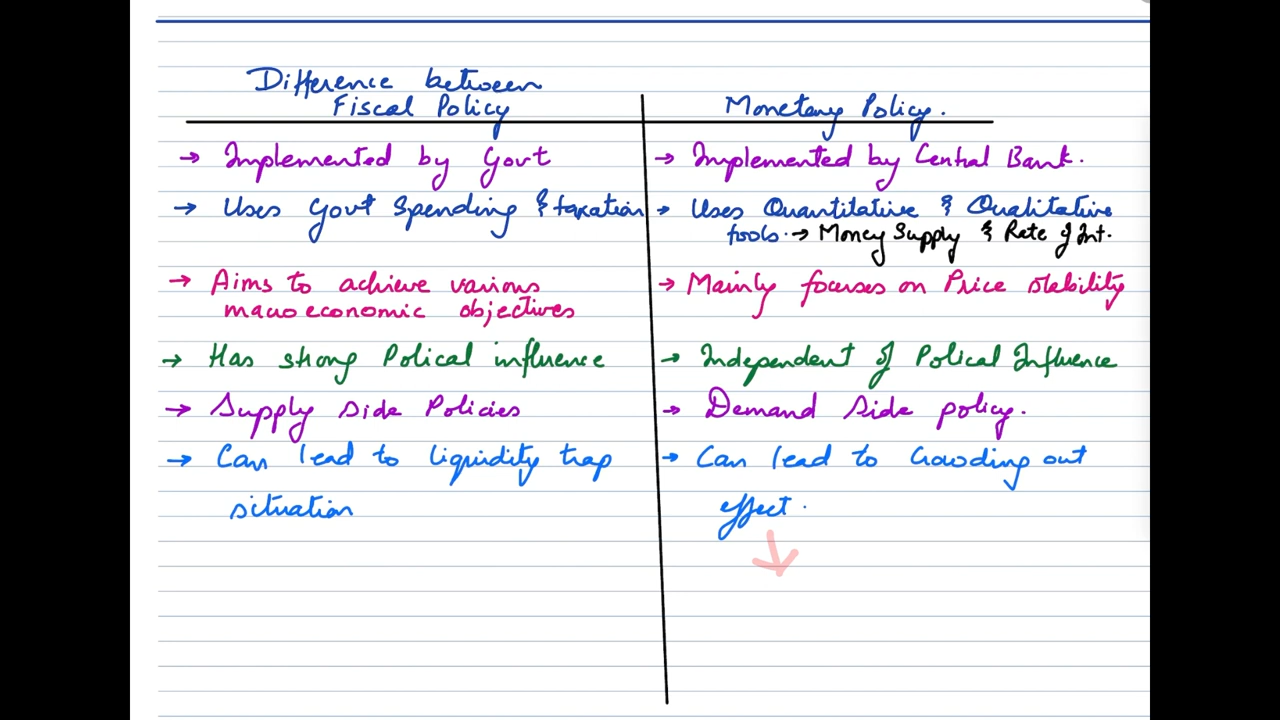 Difference between
Fiscal Policy
Monetary Policy.
→ Implemented by Govt
→ Implemented by Central Bank.
→ Uses Govt Spending & taxation
→ Uses Quantitative & Qualitative
tools. → Money Supply & Rate of Int.
→ Aims to achieve various
macroeconomic objectives
→ Mainly focuses on Price stability
→ Has strong Polical influence
→ Independent of Polical Influence
→ Supply side Policies
→ Demand side policy.
→ Can lead to liquidity trap
situation
→ Can lead to Crowding out
effect.